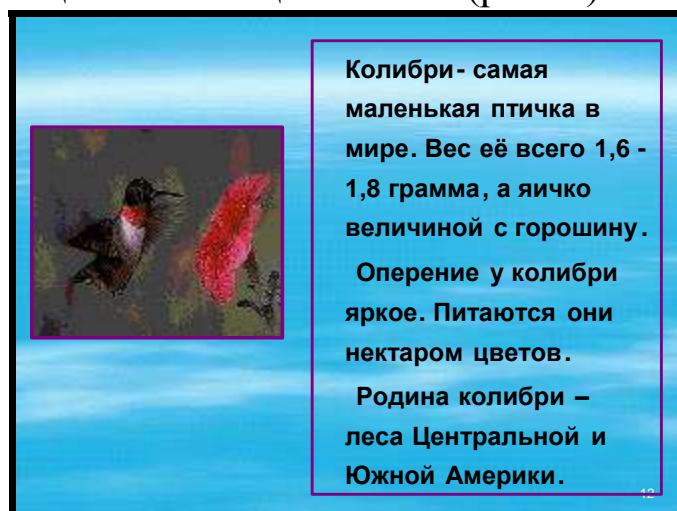 Колибри- самая
маленькая птичка в
мире. Вес её всего 1,6 -
1,8 грамма, а яичко
величиной с горошину.
Оперение у колибри
яркое. Питаются они
нектаром цветов.
Родина колибри –
леса Центральной и
Южной Америки.
12